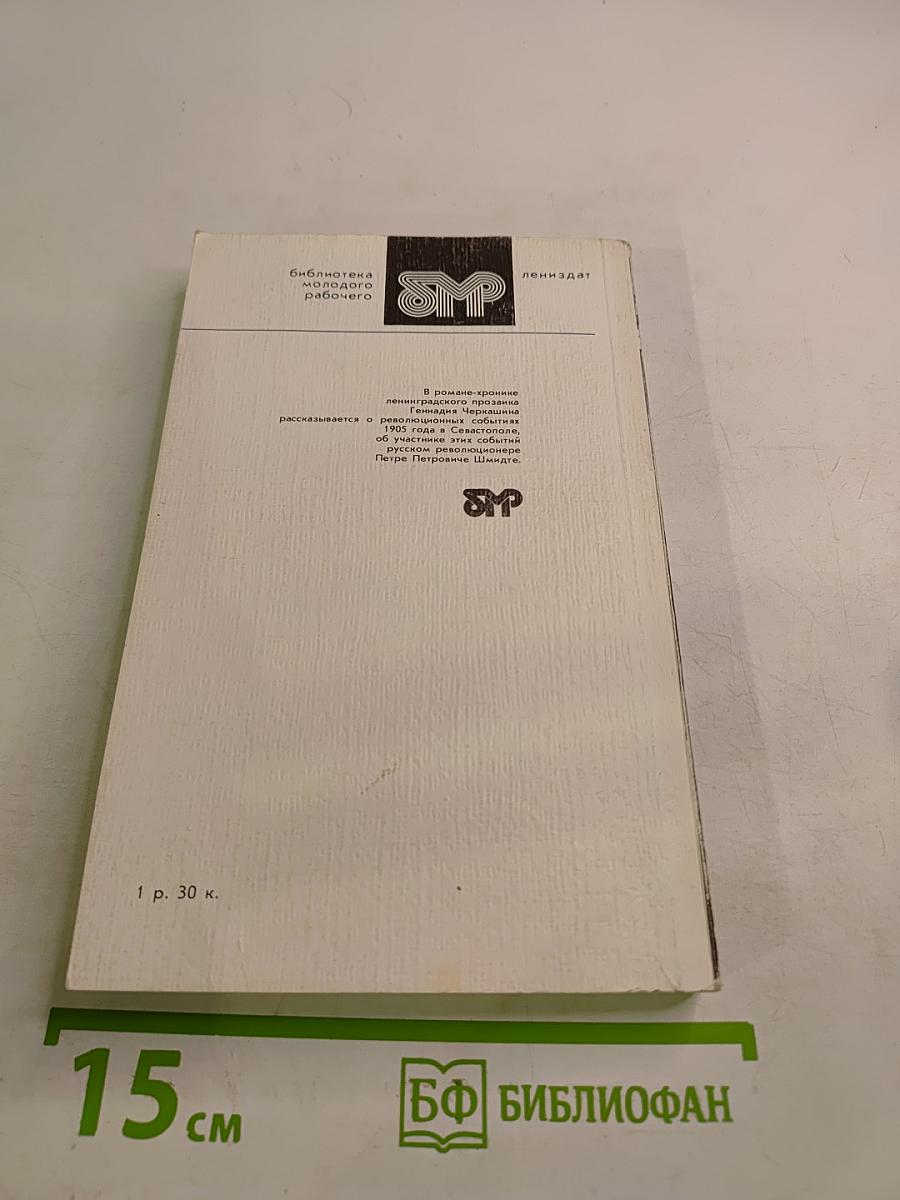 библиотека
молодого
рабочего
бмр
лениздат
В романе-хронике
ленинградского прозаика
Геннадия Черкашина
рассказывается о революционных событиях
1905 года в Севастополе,
об участнике этих событий
русском революционере
Петре Петровиче Шмидте.
бмр
1 р. 30 к.
15 см
БФ БИБЛИОФАН